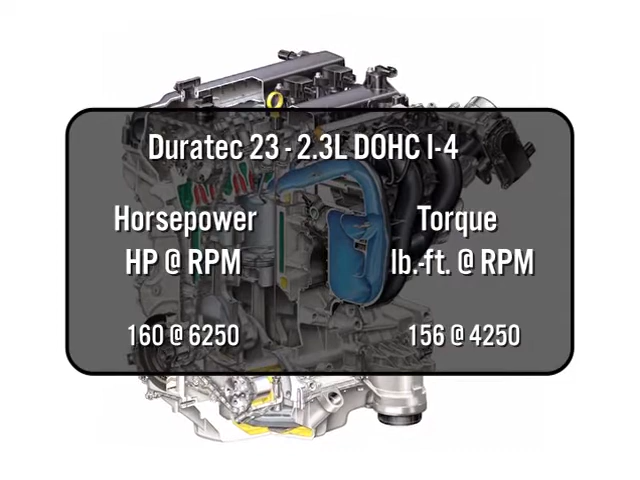 Duratec 23 - 2.3L DOHC I-4
Horsepower Torque
HP @ RPM lb.-ft. @ RPM
160 @ 6250 156 @ 4250